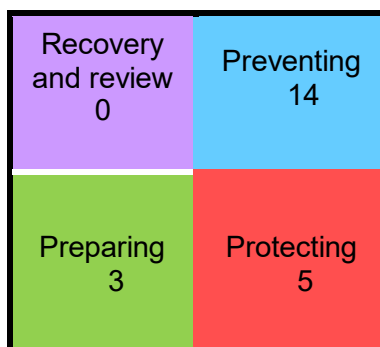 Recovery
and review
0
Preventing
14
Preparing
3
Protecting
5